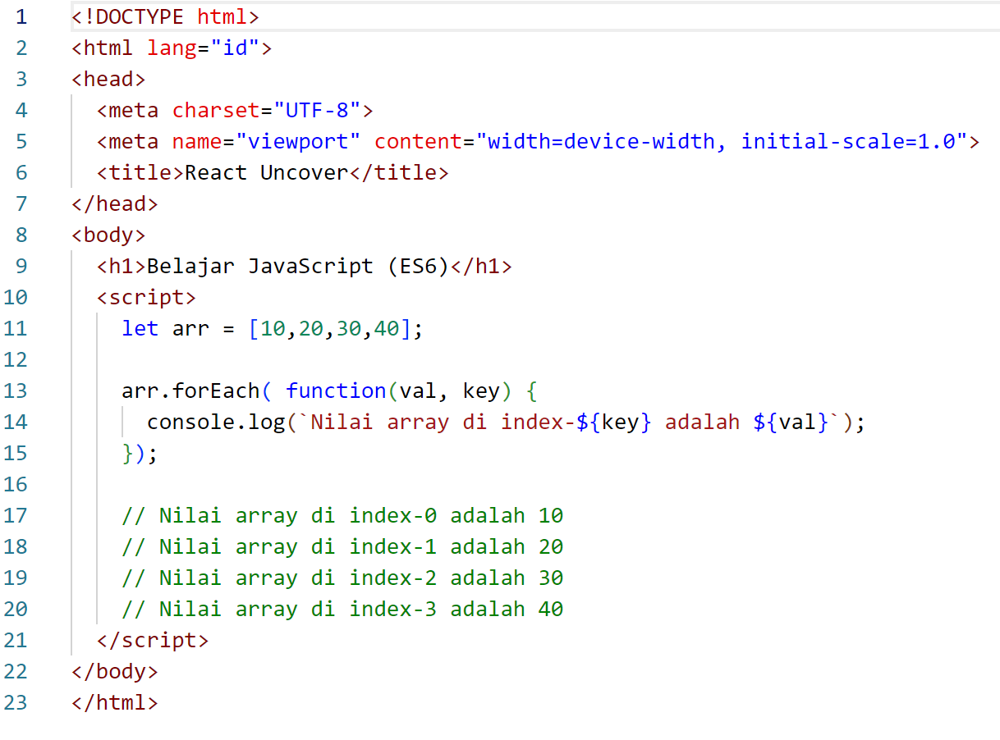 1 <!DOCTYPE html>
2 <html lang="id">
3 <head>
4   <meta charset="UTF-8">
5   <meta name="viewport" content="width=device-width, initial-scale=1.0">
6   <title>React Uncover</title>
7 </head>
8 <body>
9   <h1>Belajar JavaScript (ES6)</h1>
10   <script>
11     let arr = [10,20,30,40];
12
13     arr.forEach( function(val, key) {
14       console.log(`Nilai array di index-${key} adalah ${val}`);
15     });
16
17     // Nilai array di index-0 adalah 10
18     // Nilai array di index-1 adalah 20
19     // Nilai array di index-2 adalah 30
20     // Nilai array di index-3 adalah 40
21   </script>
22 </body>
23 </html>